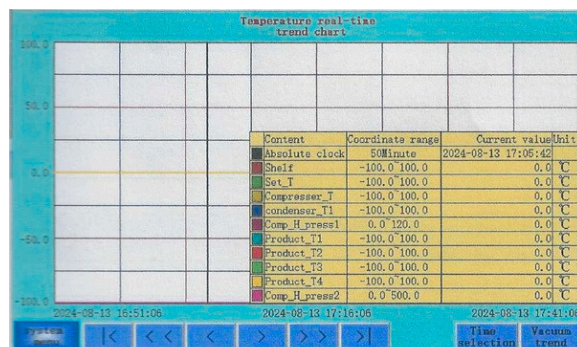 Temperature real-time
trend chart
100.0
50.0
0.0
-50.0
-100.0
Content Coordinate range Current value Unit
Absolute clock 50Minute 2024-08-13 17:05:42
Shelf -100.0~100.0 0.0 ℃
Set_T -100.0~100.0 0.0 ℃
Compresser_T -100.0~100.0 0.0 ℃
condenser_T1 -100.0~100.0 0.0 ℃
Comp_H_press1 0.0~120.0 0.0 ℃
Product_T1 -100.0~100.0 0.0 ℃
Product_T2 -100.0~100.0 0.0 ℃
Product_T3 -100.0~100.0 0.0 ℃
Product_T4 -100.0~100.0 0.0 ℃
Comp_H_press2 0.0~500.0 0.0 ℃
2024-08-13 16:51:06 2024-08-13 17:16:06 2024-08-13 17:41:06
system
menu
|< << < > >> >|
Time
selection
Vacuum
trend